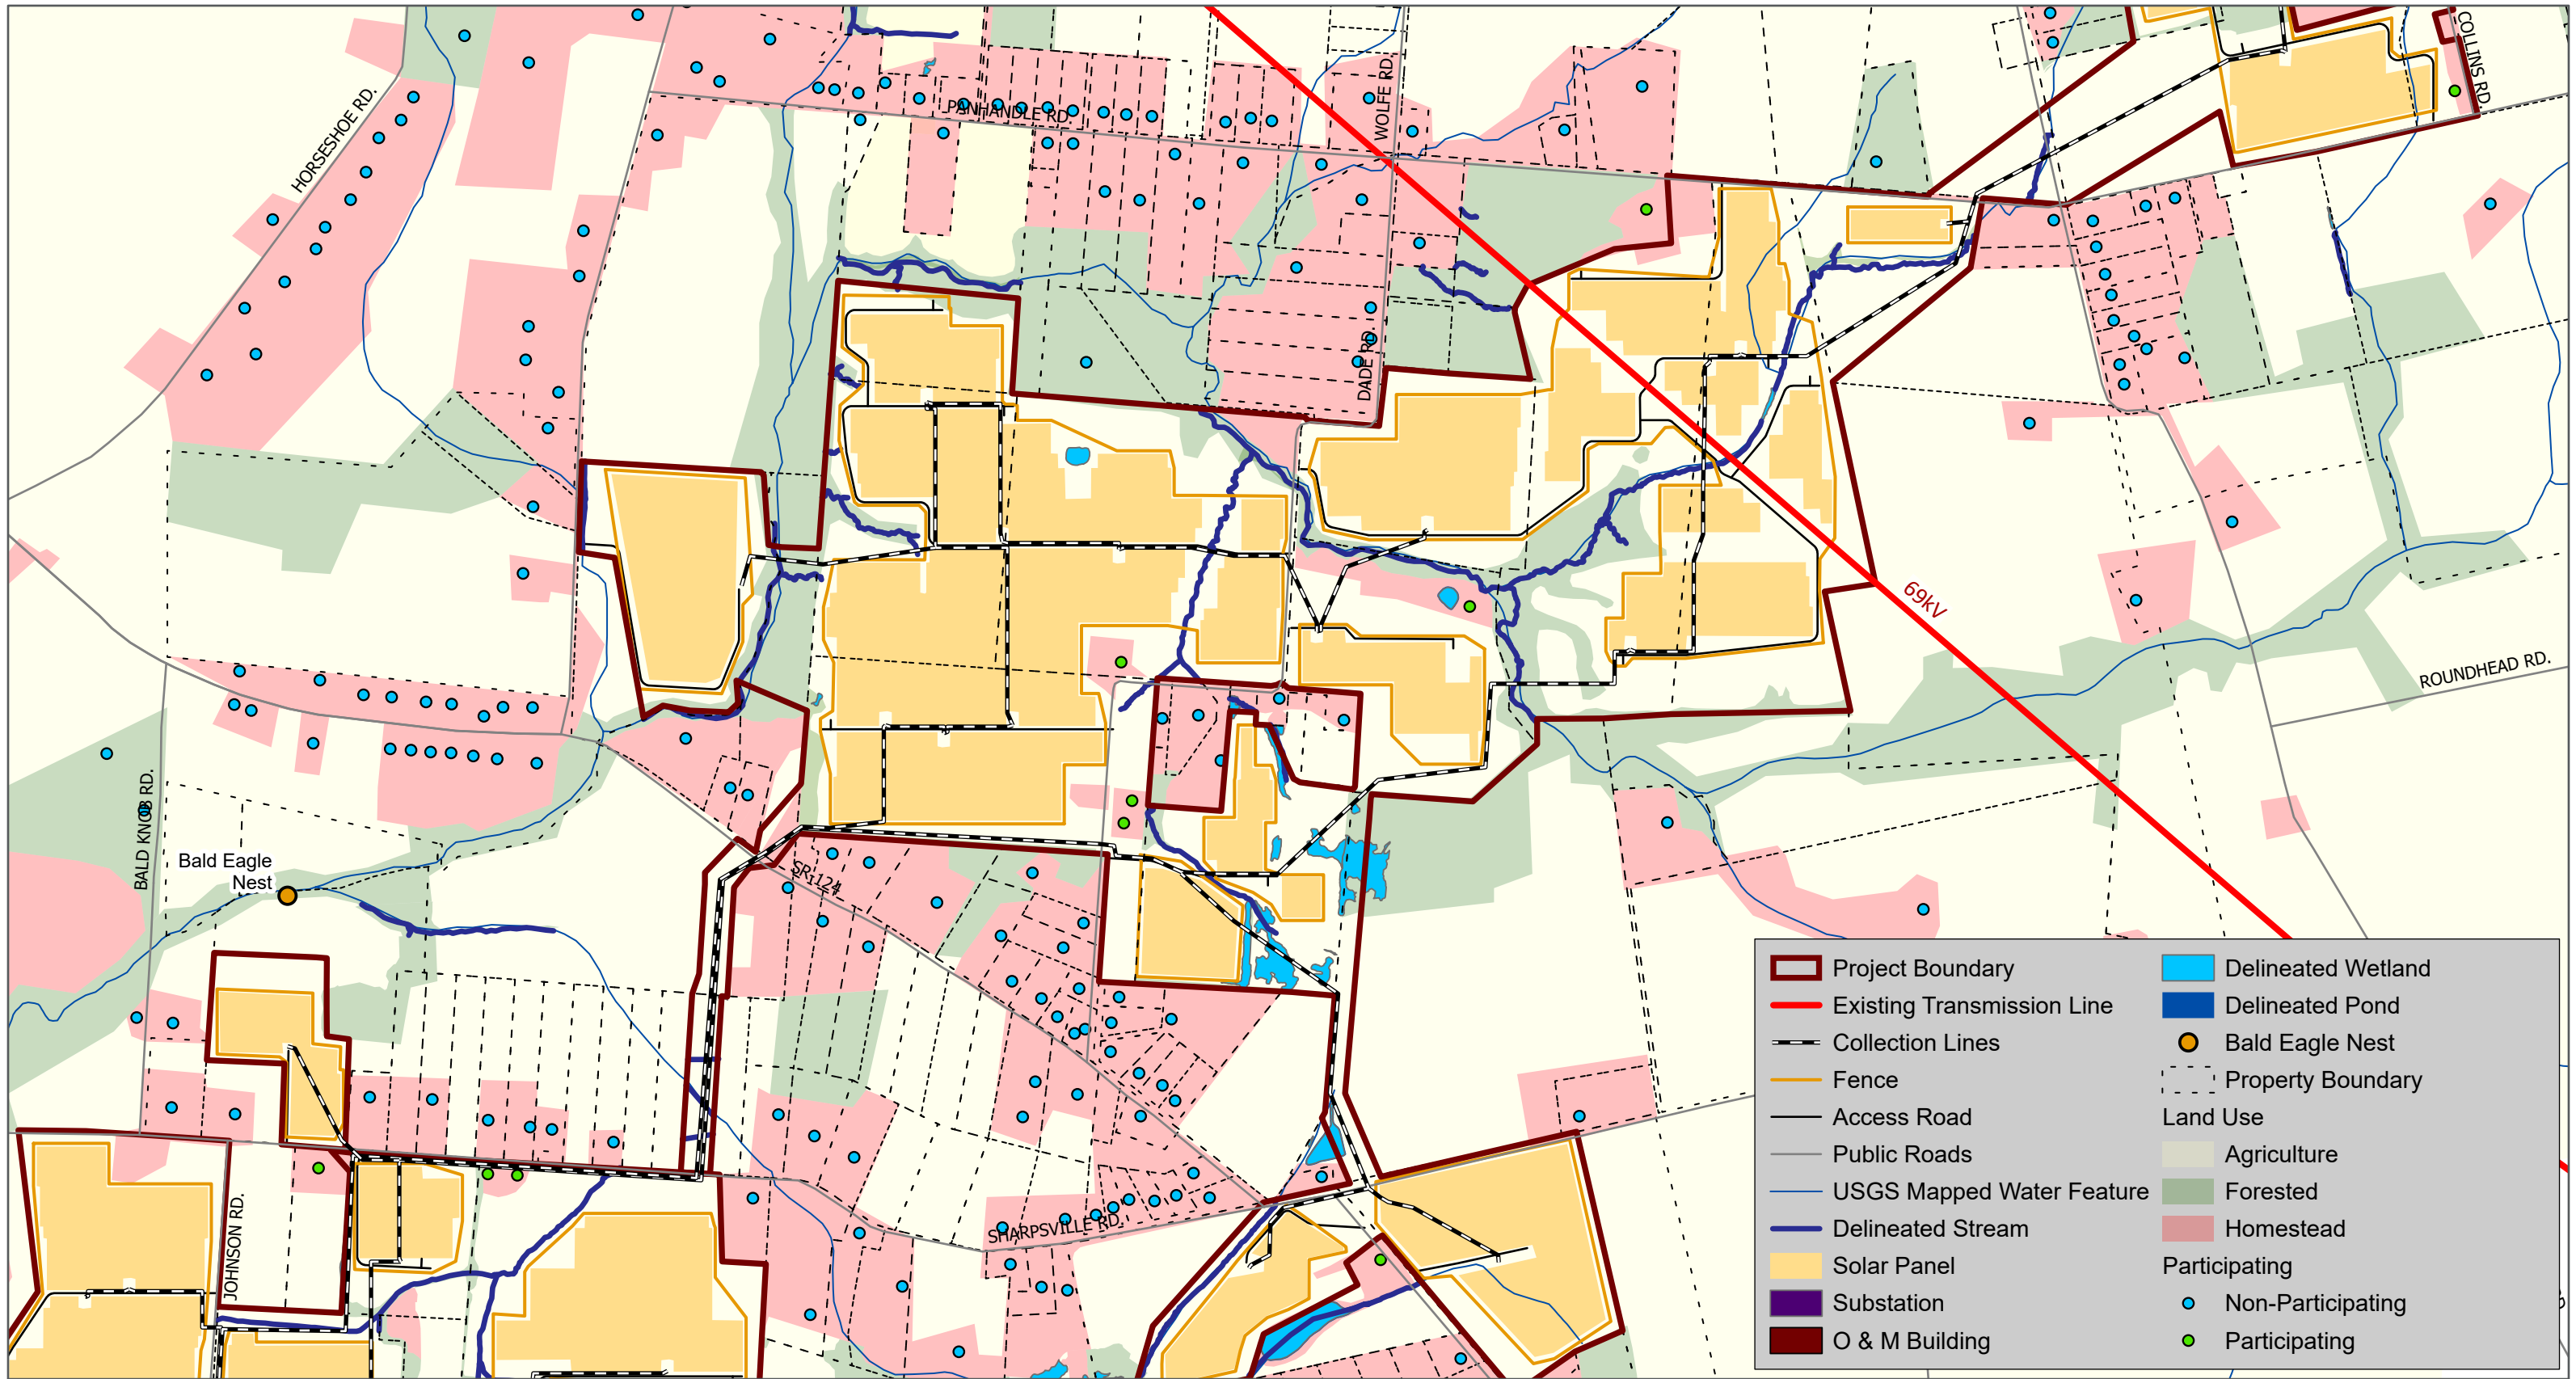 COLLINS RD.
HORSESHOE RD.
PANHANDLE RD.
WOLFE RD.
DADE RD.
69kV
ROUNDHEAD RD.
BALD KNOB RD.
Bald Eagle
Nest
SR 124
JOHNSON RD.
SHARPSVILLE RD.
Project Boundary
Existing Transmission Line
Collection Lines
Fence
Access Road
Public Roads
USGS Mapped Water Feature
Delineated Stream
Solar Panel
Substation
O & M Building
Delineated Wetland
Delineated Pond
Bald Eagle Nest
Property Boundary
Land Use
Agriculture
Forested
Homestead
Participating
Non-Participating
Participating